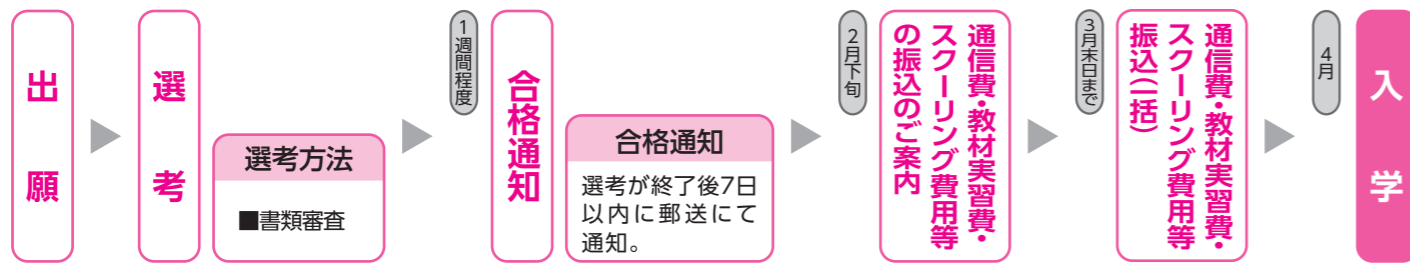 出願
選考
選考方法
■書類審査
1週間程度
合格通知
合格通知
選考が終了後7日
以内に郵送にて
通知。
2月下旬
通信費・教材実習費・
スクーリング費用等
の振込のご案内
3月末日まで
通信費・教材実習費・
スクーリング費用等
振込(一括)
4月
入学